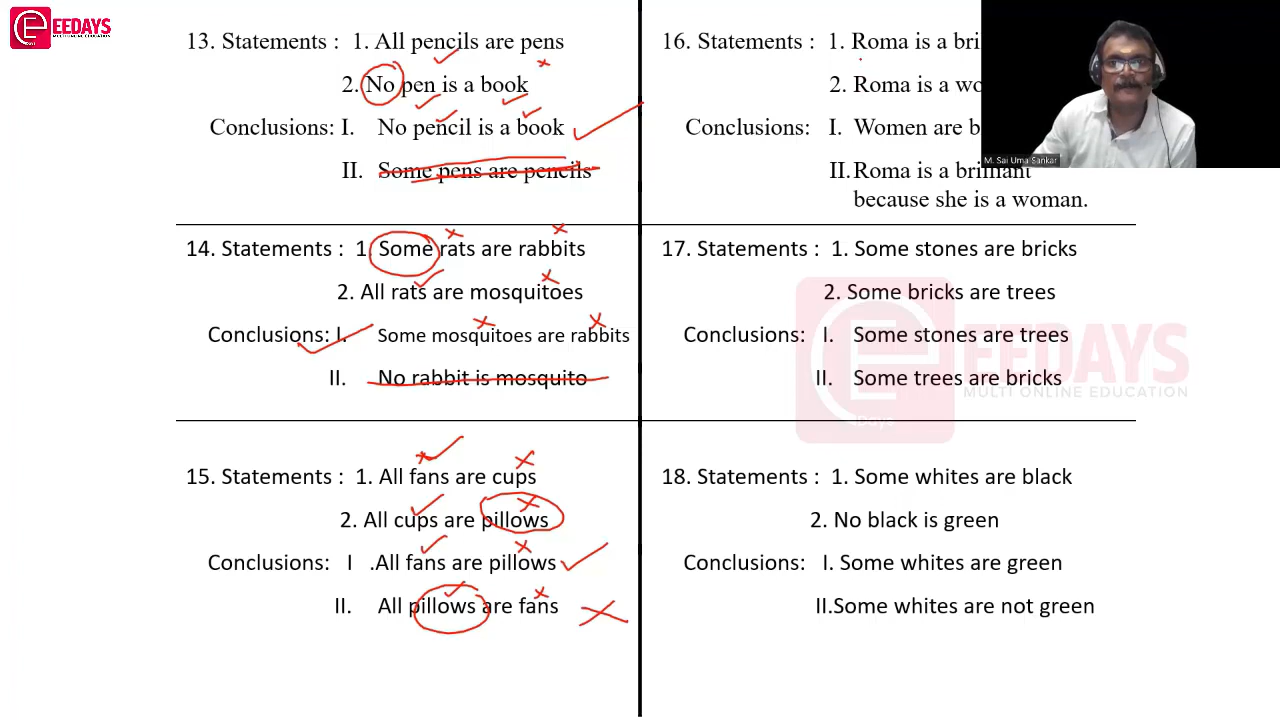 EEDAYS
MULTI ONLINE EDUCATION
Days
13. Statements : 1. All pencils are pens
2. No pen is a book
Conclusions: I. No pencil is a book
II. Some pens are pencils
14. Statements : 1. Some rats are rabbits
2. All rats are mosquitoes
Conclusions: I. Some mosquitoes are rabbits
II. No rabbit is mosquito
15. Statements : 1. All fans are cups
2. All cups are pillows
Conclusions: I .All fans are pillows
II. All pillows are fans
16. Statements : 1. Roma is a bri
2. Roma is a wo
Conclusions: I. Women are b
II. Roma is a brilliant
because she is a woman.
M. Sai Uma Sankar
17. Statements : 1. Some stones are bricks
2. Some bricks are trees
Conclusions: I. Some stones are trees
II. Some trees are bricks
EEDAYS
MULTI ONLINE EDUCATION
Days
18. Statements : 1. Some whites are black
2. No black is green
Conclusions: I. Some whites are green
II.Some whites are not green